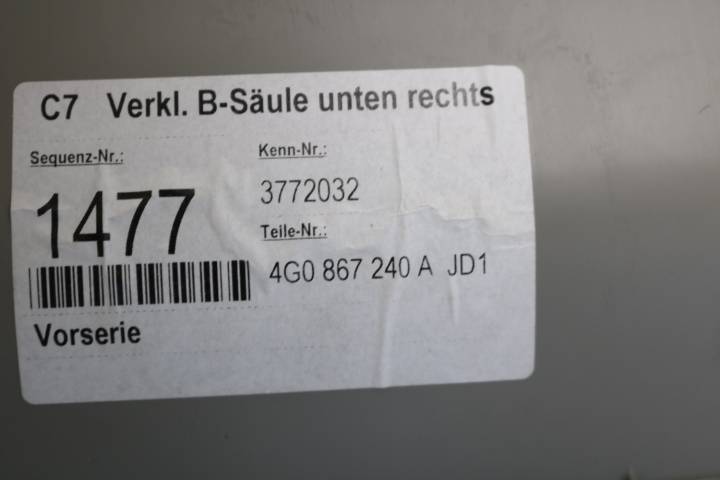 C7 Verkl. B-Säule unten rechts
Sequenz-Nr.:
1477
Kenn-Nr.:
3772032
Teile-Nr.:
4G0 867 240 A JD1
Vorserie